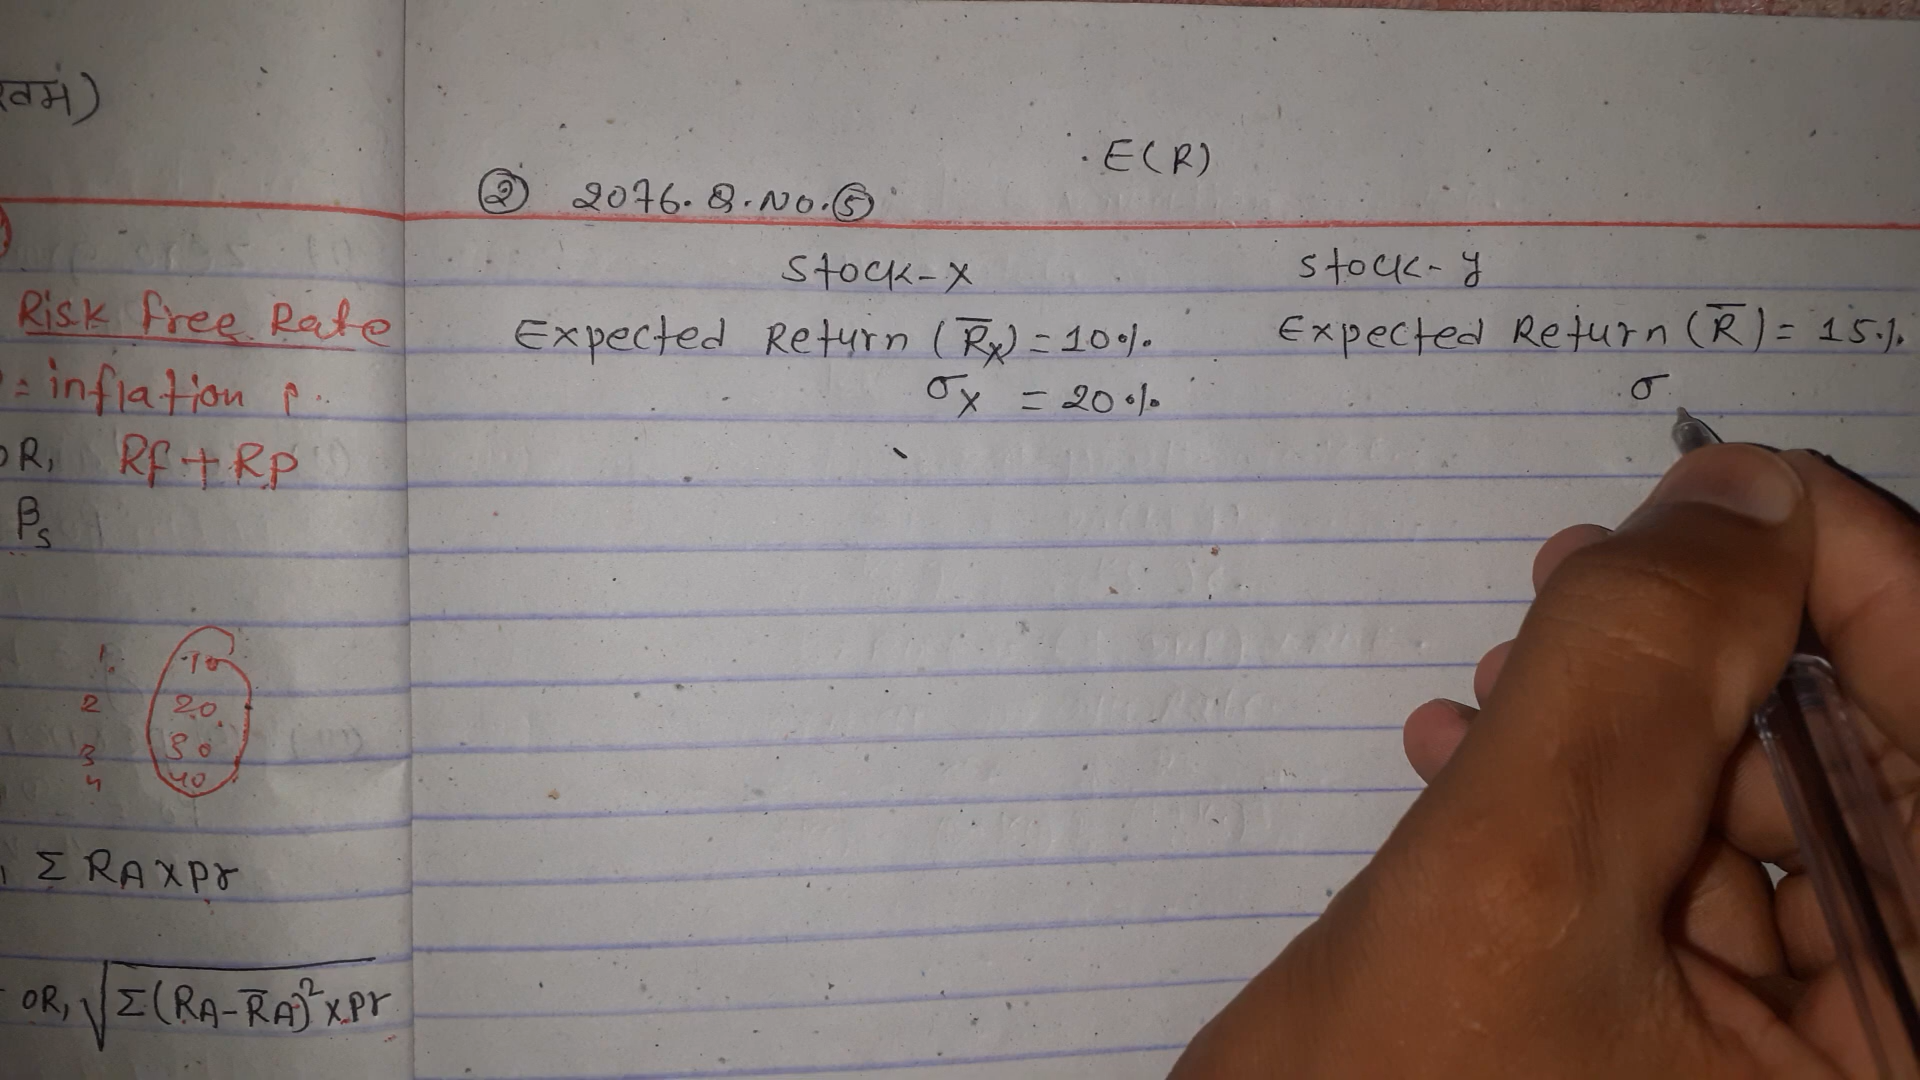 E(R)
② 2076. Q.No.⑤
Stock-X Stock-y
Expected Return (R̅x) = 10% Expected Return (R̅) = 15%
σx = 20% σ
Risk free Rate
= inflation P..
OR, Rf + Rp
βs
1. 10
2 20
3 30
4 40
Σ RA x Pr
OR, √Σ(RA-R̅A)² x Pr